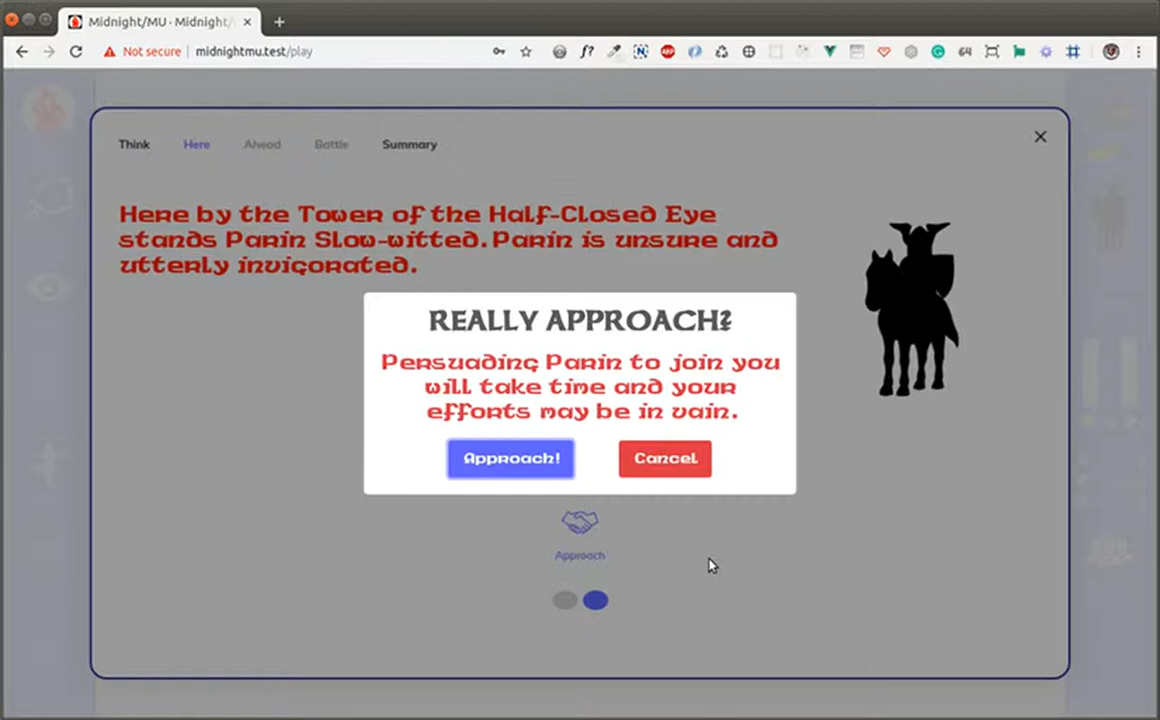 Midnight/MU · Midnight/
Not secure
midnightmu.test/play
Think Here Ahead Battle Summary
Here by the Tower of the Half-Closed Eye
stands Parin Slow-witted. Parin is unsure and
utterly invigorated.
REALLY APPROACH?
Persuading Parin to join you
will take time and your
efforts may be in vain.
Approach! Cancel
Approach